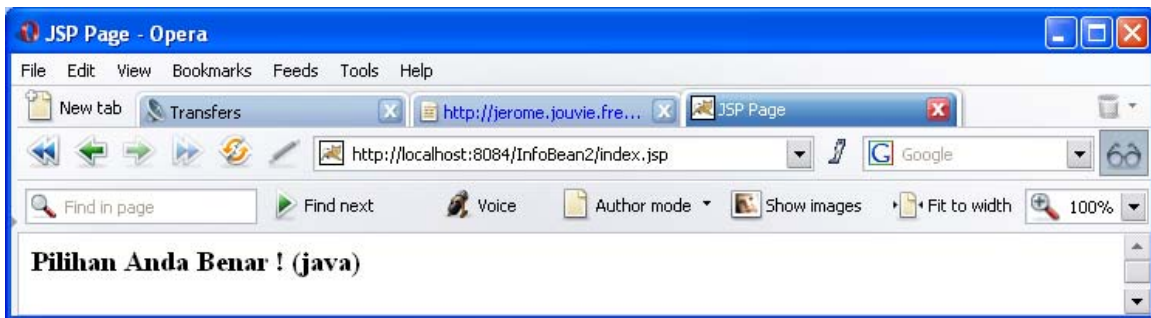 JSP Page - Opera
File Edit View Bookmarks Feeds Tools Help
New tab Transfers http://jerome.jouvie.fre... JSP Page
http://localhost:8084/InfoBean2/index.jsp Google
Find in page Find next Voice Author mode Show images Fit to width 100%
Pilihan Anda Benar ! (java)